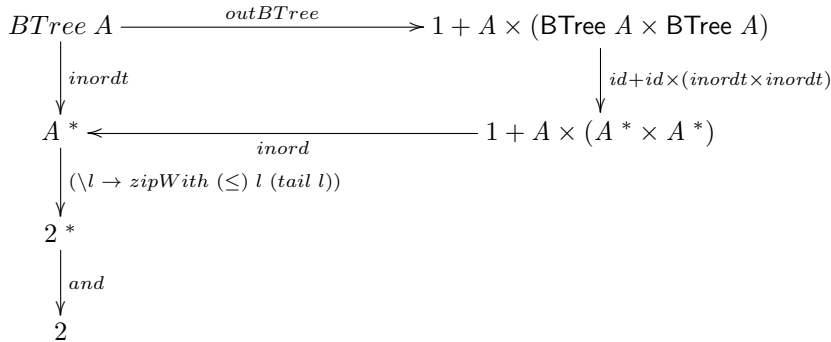 outBTree
BTree A 1 + A × (BTree A × BTree A)
inordt id+id×(inordt×inordt)
A * 1 + A × (A * × A *)
inord
(\l → zipWith (≤) l (tail l))
2 *
and
2